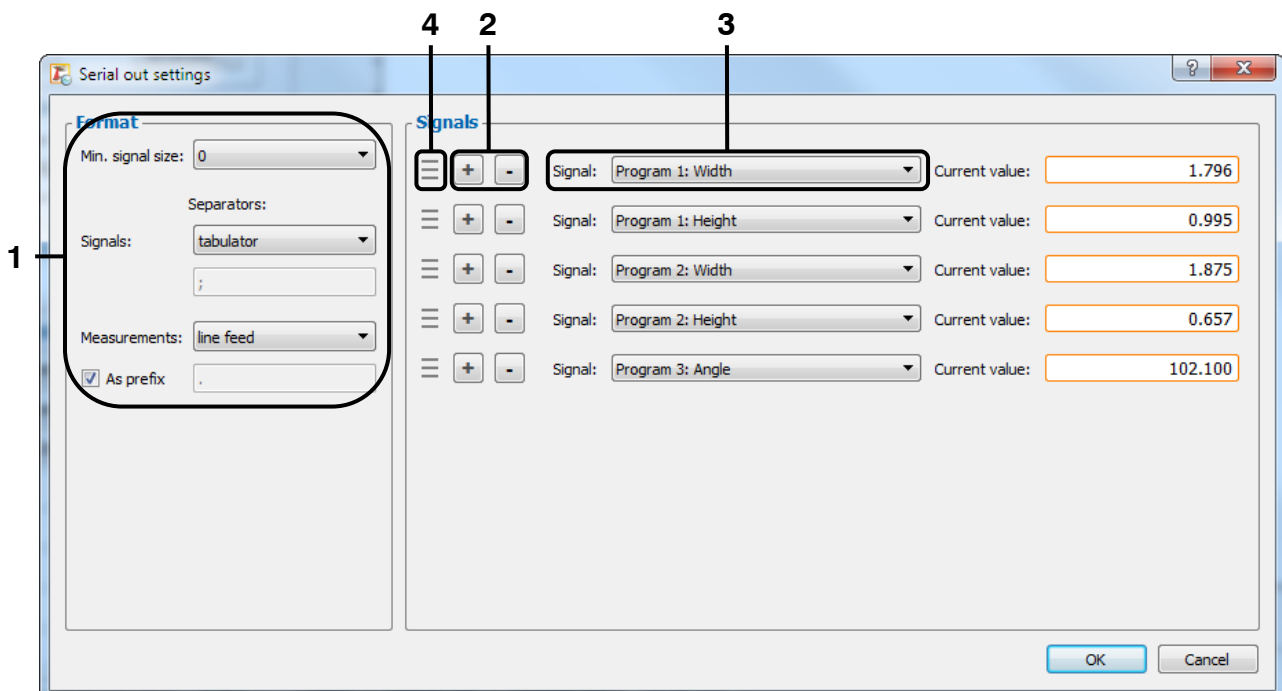 4 2 3
Serial out settings
Format
Signals
Min. signal size: 0
+ - Signal: Program 1: Width Current value: 1.796
Separators:
+ - Signal: Program 1: Height Current value: 0.995
Signals: tabulator
1
;
+ - Signal: Program 2: Width Current value: 1.875
Measurements: line feed
+ - Signal: Program 2: Height Current value: 0.657
As prefix .
+ - Signal: Program 3: Angle Current value: 102.100
OK Cancel